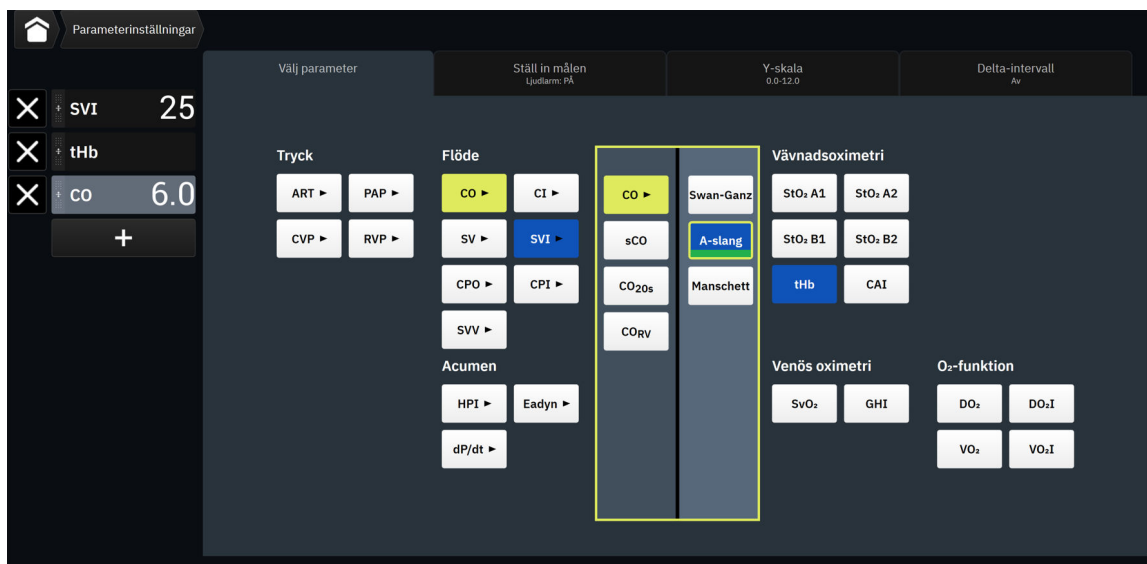 Parameterinställningar
Välj parameter
Ställ in målen
Ljudlarm: PÅ
Y-skala
0.0-12.0
Delta-intervall
Av
SVI 25
tHb
CO 6.0
+
Tryck
ART ►
PAP ►
CVP ►
RVP ►
Flöde
CO ►
CI ►
SV ►
SVI ►
CPO ►
CPI ►
SVV ►
Acumen
HPI ►
Eadyn ►
dP/dt ►
CO ►
sCO
CO20s
CORV
Swan-Ganz
A-slang
Manschett
Vävnadsoximetri
StO₂ A1
StO₂ A2
StO₂ B1
StO₂ B2
tHb
CAI
Venös oximetri
SvO₂
GHI
O₂-funktion
DO₂
DO₂I
VO₂
VO₂I